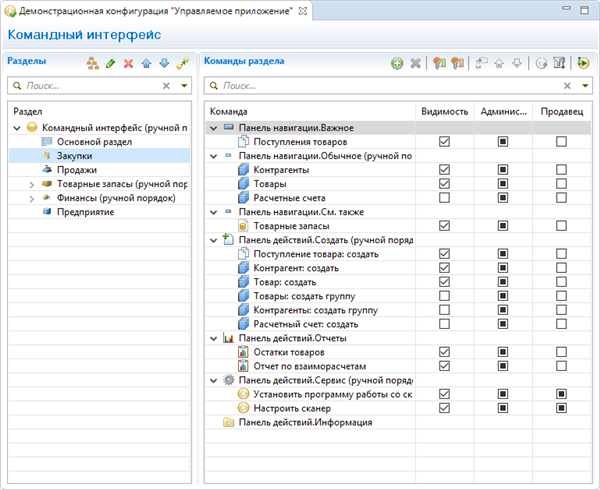 Демонстрационная конфигурация "Управляемое приложение"
Командный интерфейс
Разделы
Поиск...
Раздел
Командный интерфейс (ручной п
Основной раздел
Закупки
Продажи
Товарные запасы (ручной пор
Финансы (ручной порядок)
Предприятие
Команды раздела
Поиск...
Команда Видимость Админис... Продавец
Панель навигации.Важное
Поступления товаров
Панель навигации.Обычное (ручной по
Контрагенты
Товары
Расчетные счета
Панель навигации.См. также
Товарные запасы
Панель действий.Создать (ручной поряд
Поступление товара: создать
Контрагент: создать
Товар: создать
Товары: создать группу
Контрагенты: создать группу
Расчетный счет: создать
Панель действий.Отчеты
Остатки товаров
Отчет по взаиморасчетам
Панель действий.Сервис (ручной порядо
Установить программу работы со ск
Настроить сканер
Панель действий.Информация